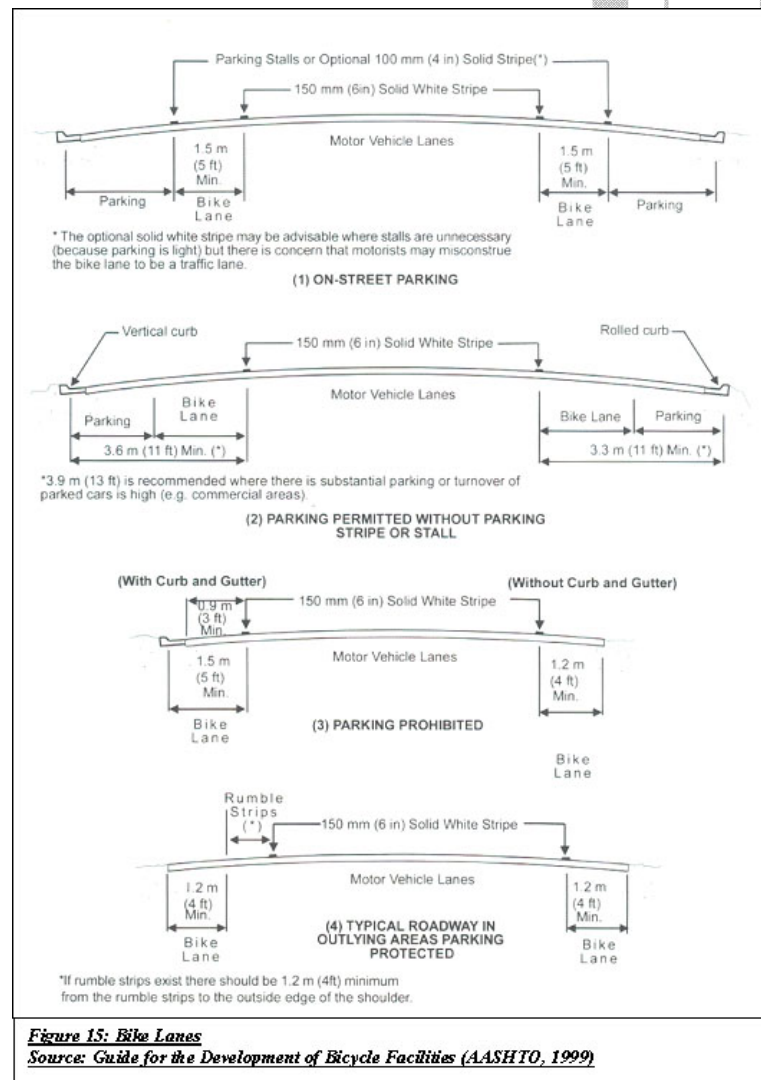 Parking Stalls or Optional 100 mm (4 in) Solid Stripe(*)
150 mm (6in) Solid White Stripe
Motor Vehicle Lanes
1.5 m
(5 ft)
Min.
1.5 m
(5 ft)
Min.
Parking
Bike
Lane
Bike
Lane
Parking
* The optional solid white stripe may be advisable where stalls are unnecessary
(because parking is light) but there is concern that motorists may misconstrue
the bike lane to be a traffic lane.
(1) ON-STREET PARKING
Vertical curb
150 mm (6 in) Solid White Stripe
Rolled curb
Motor Vehicle Lanes
Parking
Bike
Lane
Bike Lane
Parking
3.6 m (11 ft) Min. (*)
3.3 m (11 ft) Min. (*)
*3.9 m (13 ft) is recommended where there is substantial parking or turnover of
parked cars is high (e.g. commercial areas).
(2) PARKING PERMITTED WITHOUT PARKING
STRIPE OR STALL
(With Curb and Gutter)
(Without Curb and Gutter)
0.9 m
(3 ft)
Min.
150 mm (6 in) Solid White Stripe
Motor Vehicle Lanes
1.5 m
(5 ft)
Min.
1.2 m
(4 ft)
Min.
Bike
Lane
(3) PARKING PROHIBITED
Bike
Lane
Rumble
Strips
(*)
150 mm (6 in) Solid White Stripe
Motor Vehicle Lanes
1.2 m
(4 ft)
Min.
1.2 m
(4 ft)
Min.
Bike
Lane
(4) TYPICAL ROADWAY IN
OUTLYING AREAS PARKING
PROTECTED
Bike
Lane
*If rumble strips exist there should be 1.2 m (4ft) minimum
from the rumble strips to the outside edge of the shoulder.
Figure 15: Bike Lanes
Source: Guide for the Development of Bicycle Facilities (AASHTO, 1999)